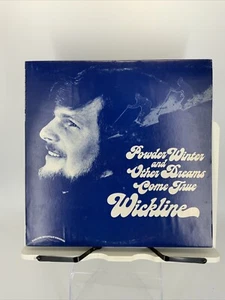 Powder Winter
and
Other Dreams
Come True
Wickline